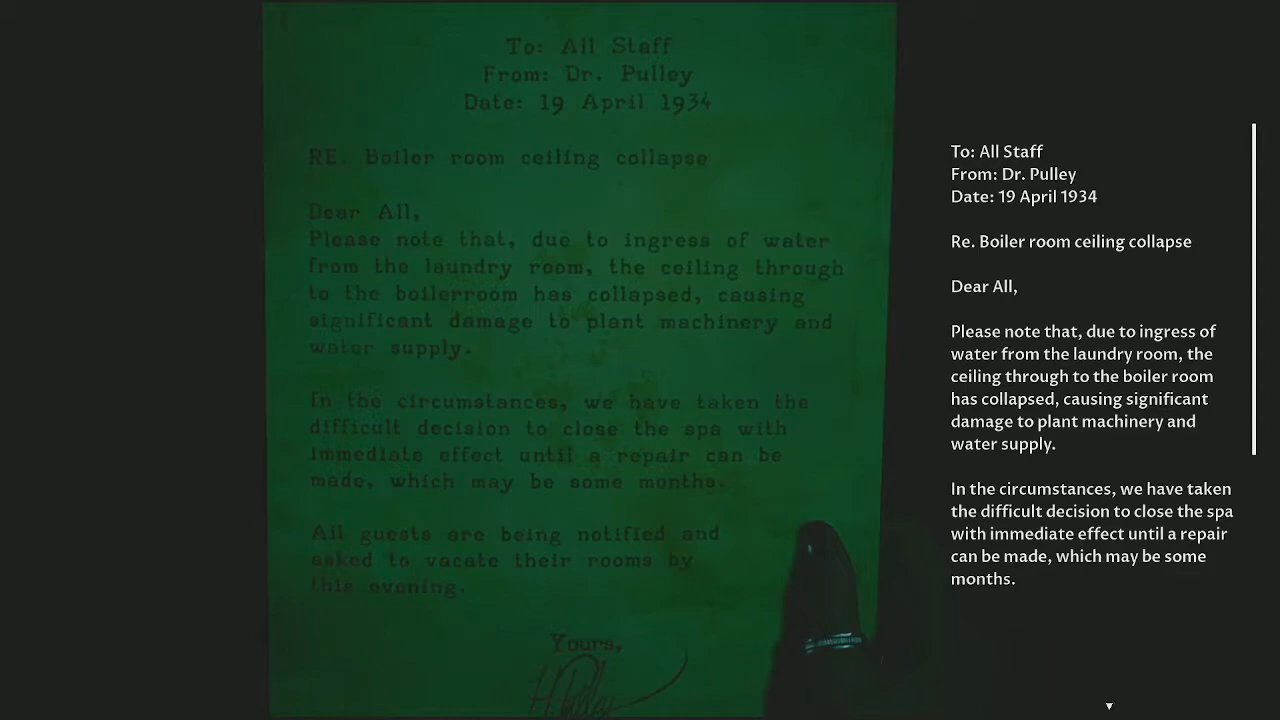 To: All Staff
From: Dr. Pulley
Date: 19 April 1934
RE. Boiler room ceiling collapse
Dear All,
Please note that, due to ingress of water
from the laundry room, the ceiling through
to the boilerroom has collapsed, causing
significant damage to plant machinery and
water supply.
In the circumstances, we have taken the
difficult decision to close the spa with
immediate effect until a repair can be
made, which may be some months.
All guests are being notified and
asked to vacate their rooms by
this evening.
Yours,
H. Pulley
To: All Staff
From: Dr. Pulley
Date: 19 April 1934
Re. Boiler room ceiling collapse
Dear All,
Please note that, due to ingress of
water from the laundry room, the
ceiling through to the boiler room
has collapsed, causing significant
damage to plant machinery and
water supply.
In the circumstances, we have taken
the difficult decision to close the spa
with immediate effect until a repair
can be made, which may be some
months.